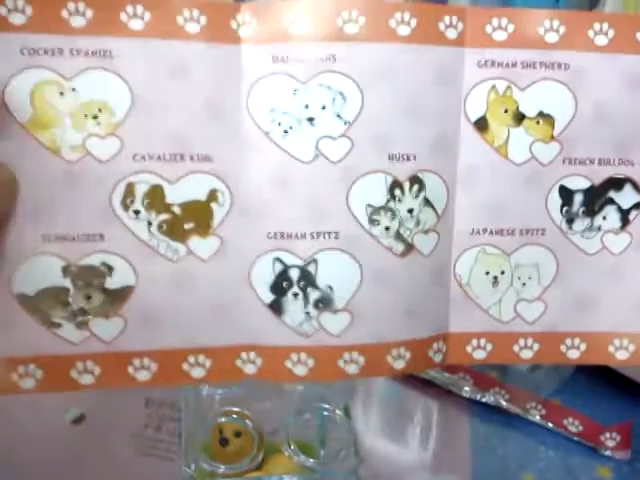 COCKER SPANIEL
GERMAN SHEPHERD
CAVALIER KING
HUSKY
FRENCH BULLDOG
SCHNAUZER
GERMAN SPITZ
JAPANESE SPITZ